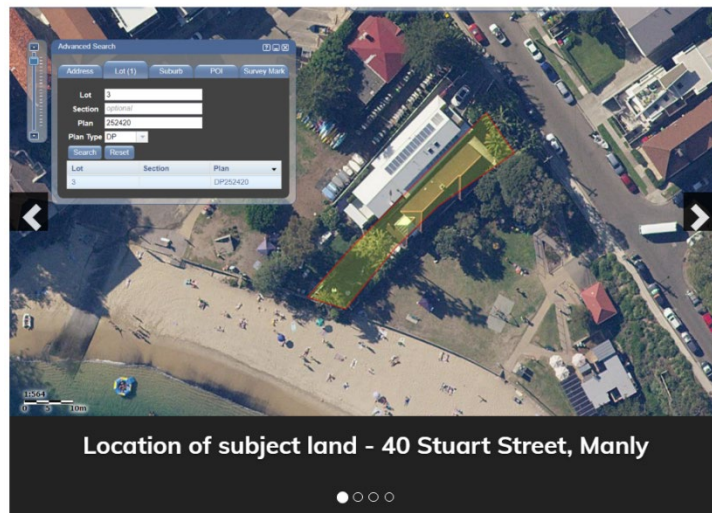 Advanced Search
Address Lot (1) Suburb POI Survey Mark
Lot 3
Section optional
Plan 252420
Plan Type DP
Search Reset
Lot Section Plan
3 DP252420
1:564
0 5 10m
Location of subject land - 40 Stuart Street, Manly